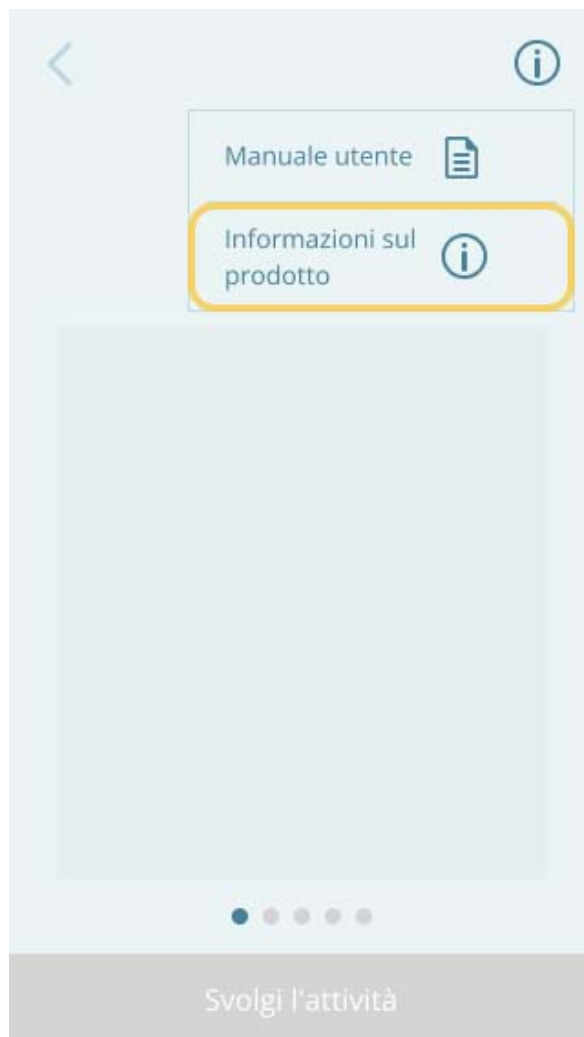 Manuale utente
Informazioni sul
prodotto
Svolgi l'attività